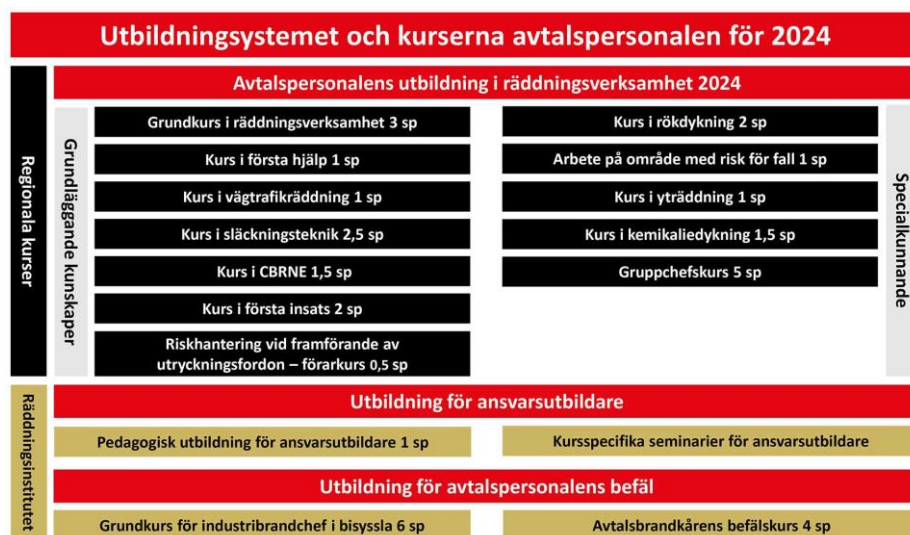 Utbildningsystemet och kurserna avtalspersonalen för 2024
Avtalspersonalens utbildning i räddningsverksamhet 2024
Regionala kurser
Grundläggande kunskaper
Grundkurs i räddningsverksamhet 3 sp
Kurs i första hjälp 1 sp
Kurs i vägtrafikräddning 1 sp
Kurs i släckningsteknik 2,5 sp
Kurs i CBRNE 1,5 sp
Kurs i första insats 2 sp
Riskhantering vid framförande av
utryckningsfordon – förarkurs 0,5 sp
Kurs i rökdykning 2 sp
Arbete på område med risk för fall 1 sp
Kurs i yträddning 1 sp
Kurs i kemikaliedykning 1,5 sp
Gruppchefskurs 5 sp
Specialkunnande
Räddningsinstitutet
Utbildning för ansvarsutbildare
Pedagogisk utbildning för ansvarsutbildare 1 sp
Kursspecifika seminarier för ansvarsutbildare
Utbildning för avtalspersonalens befäl
Grundkurs för industribrandchef i bisyssla 6 sp
Avtalsbrandkårens befälskurs 4 sp